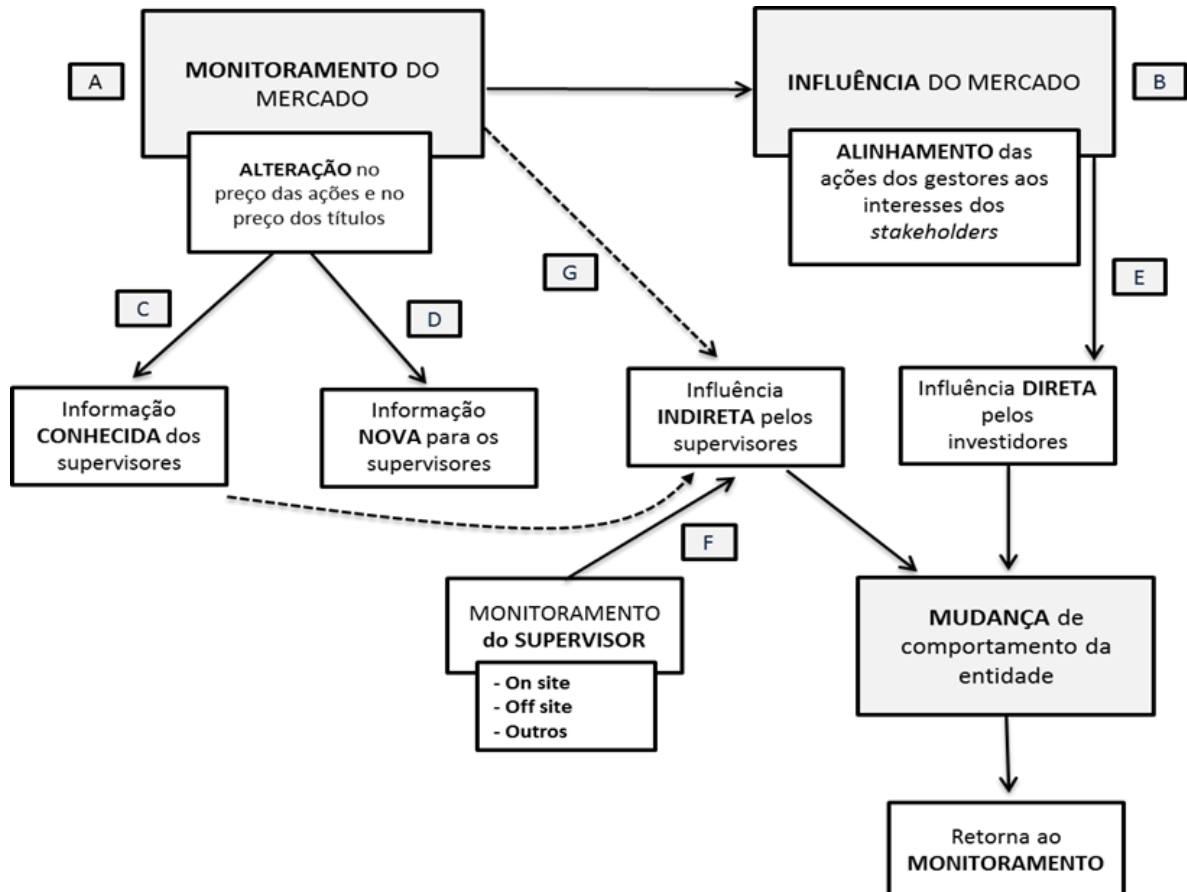 A
MONITORAMENTO DO
MERCADO
INFLUÊNCIA DO MERCADO
B
ALTERAÇÃO no
preço das ações e no
preço dos títulos
ALINHAMENTO das
ações dos gestores aos
interesses dos
stakeholders
C
D
G
E
Informação
CONHECIDA dos
supervisores
Informação
NOVA para os
supervisores
Influência
INDIRETA pelos
supervisores
Influência DIRETA
pelos
investidores
F
MONITORAMENTO
do SUPERVISOR
- On site
- Off site
- Outros
MUDANÇA de
comportamento da
entidade
Retorna ao
MONITORAMENTO